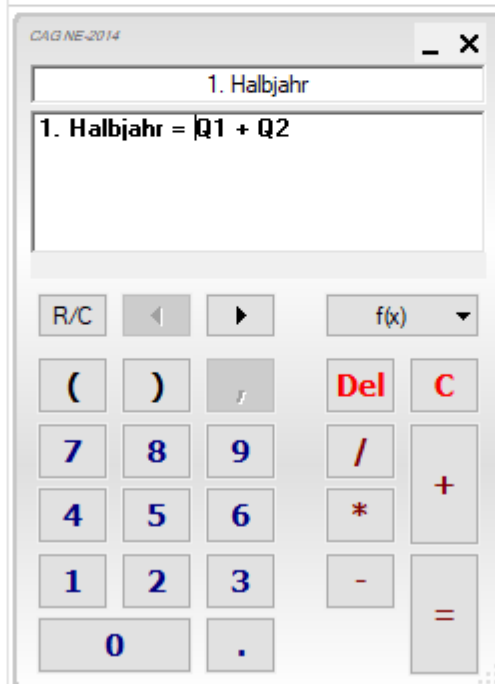 CAG NE-2014
_ ×
1. Halbjahr
1. Halbjahr = Q1 + Q2
R/C f(x)
( ) , Del C
7 8 9 / +
4 5 6 *
1 2 3 - =
0 .